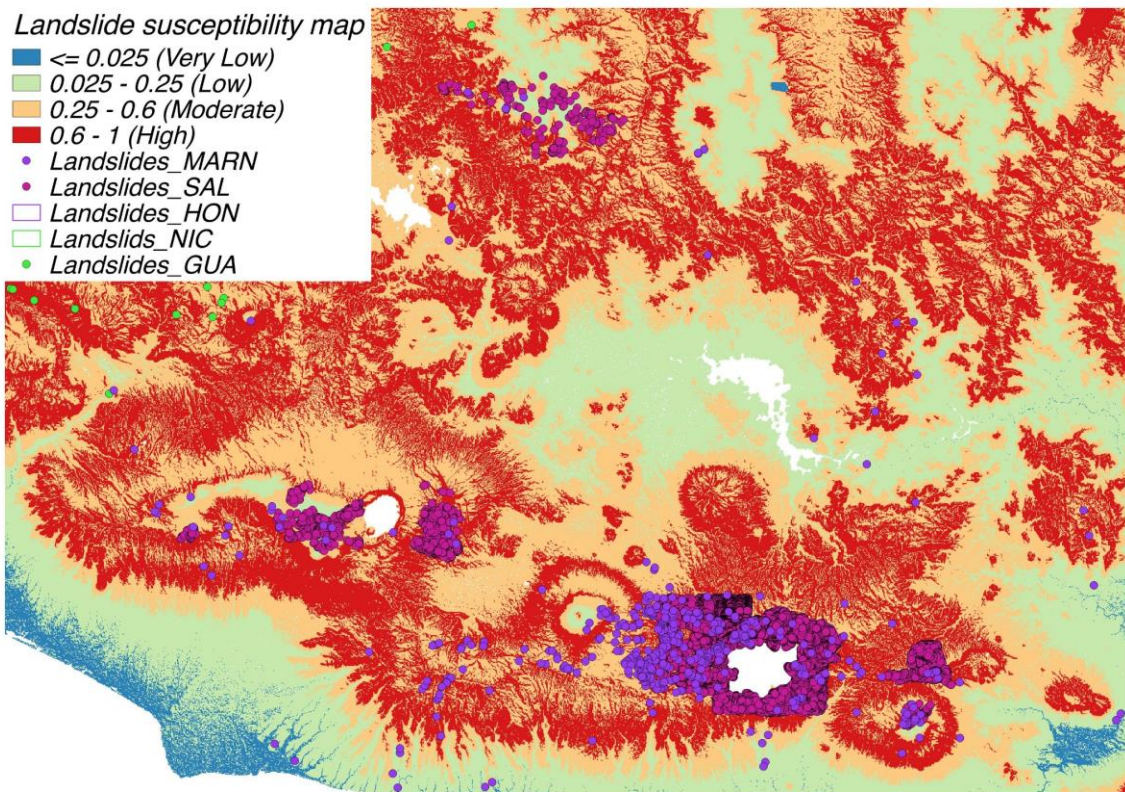 Landslide susceptibility map
<= 0.025 (Very Low)
0.025 - 0.25 (Low)
0.25 - 0.6 (Moderate)
0.6 - 1 (High)
Landslides_MARN
Landslides_SAL
Landslides_HON
Landslids_NIC
Landslides_GUA